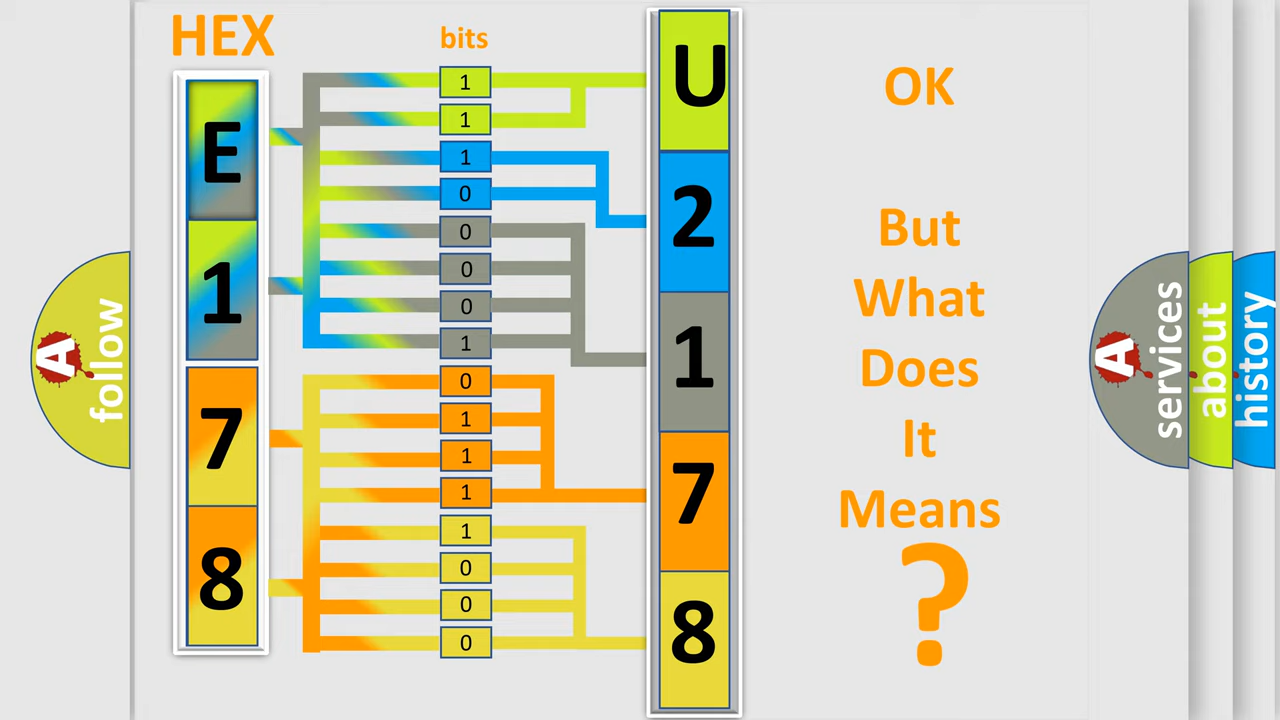 HEX
bits
E
1
7
8
1
1
1
0
0
0
0
1
0
1
1
1
1
0
0
0
U
2
1
7
8
OK
But
What
Does
It
Means
?
A
follow
A
services
about
history